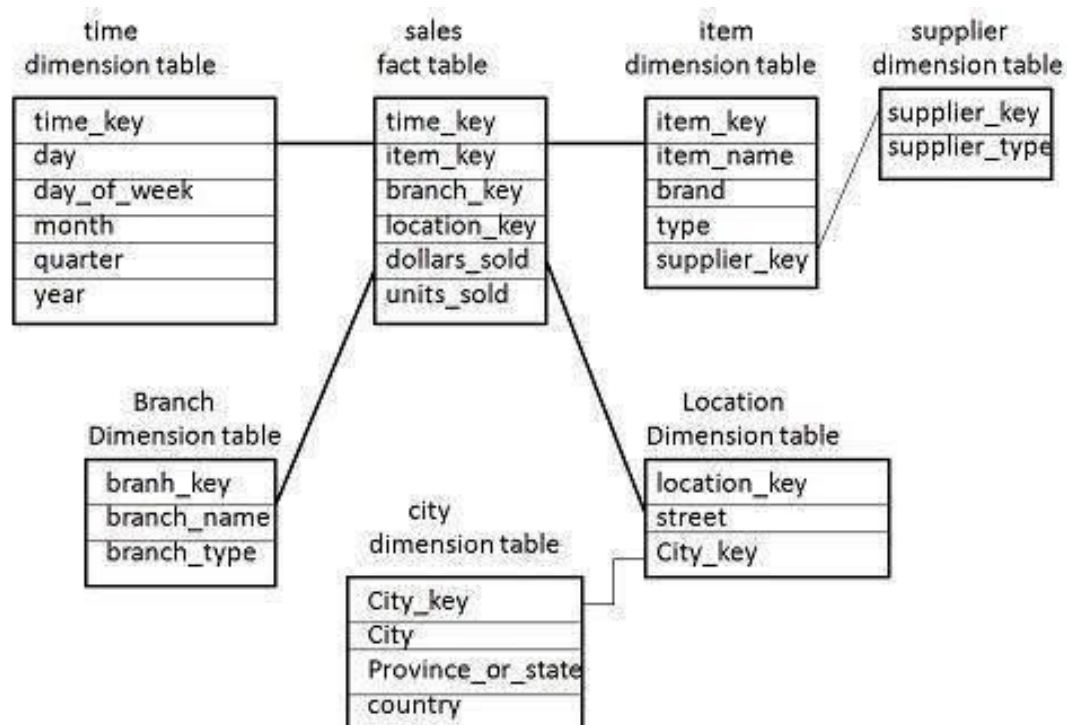 time
dimension table
time_key
day
day_of_week
month
quarter
year
sales
fact table
time_key
item_key
branch_key
location_key
dollars_sold
units_sold
item
dimension table
item_key
item_name
brand
type
supplier_key
supplier
dimension table
supplier_key
supplier_type
Branch
Dimension table
branh_key
branch_name
branch_type
city
dimension table
City_key
City
Province_or_state
country
Location
Dimension table
location_key
street
City_key